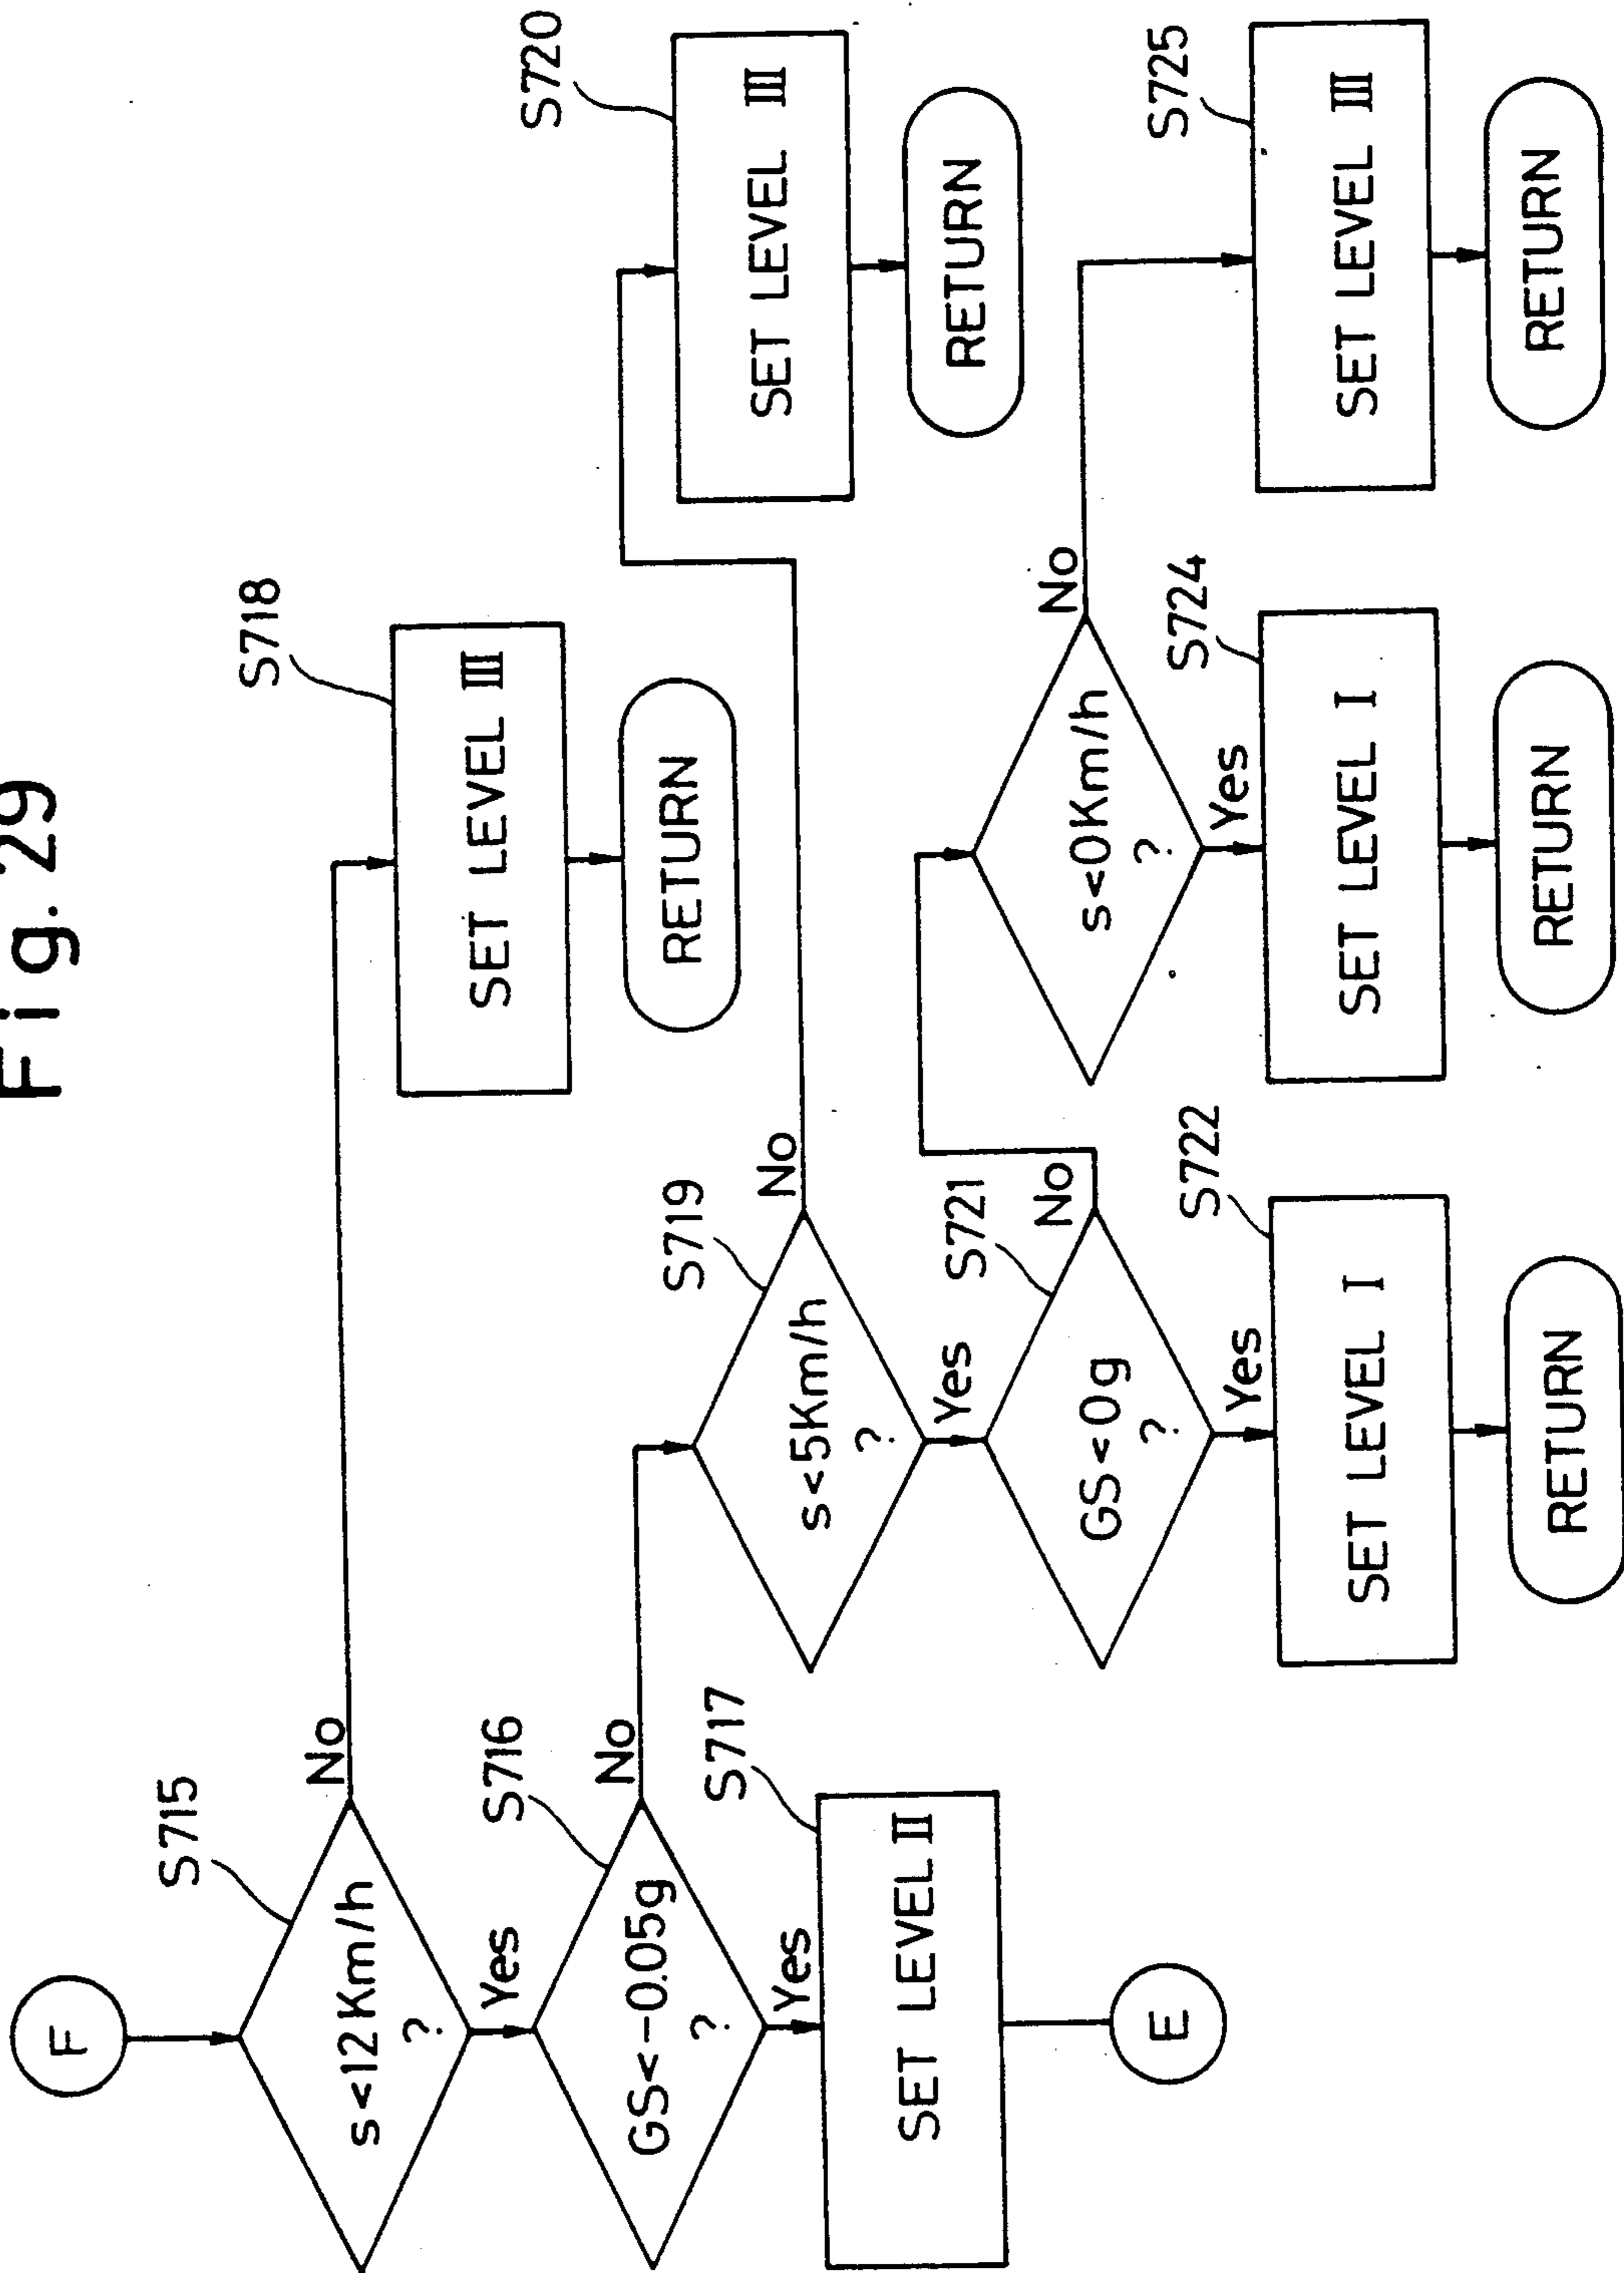 Fig. 29
F
S715
s<12Km/h
?
No
Yes
S716
GS<-0.05g
?
No
Yes
S717
SET LEVEL II
E
S718
SET LEVEL III
RETURN
S719
s<5Km/h
?
No
Yes
S720
SET LEVEL III
RETURN
S721
GS<0g
?
No
Yes
S722
SET LEVEL I
RETURN
s<0Km/h
?
No
Yes
S724
SET LEVEL I
RETURN
S725
SET LEVEL III
RETURN